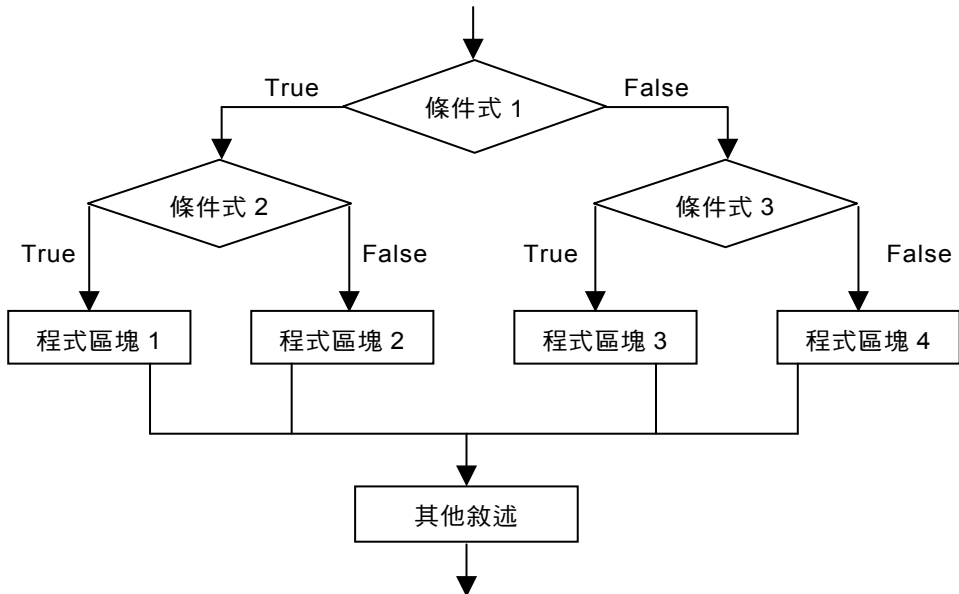 True
False
條件式 1
條件式 2
條件式 3
True
False
True
False
程式區塊 1
程式區塊 2
程式區塊 3
程式區塊 4
其他敘述